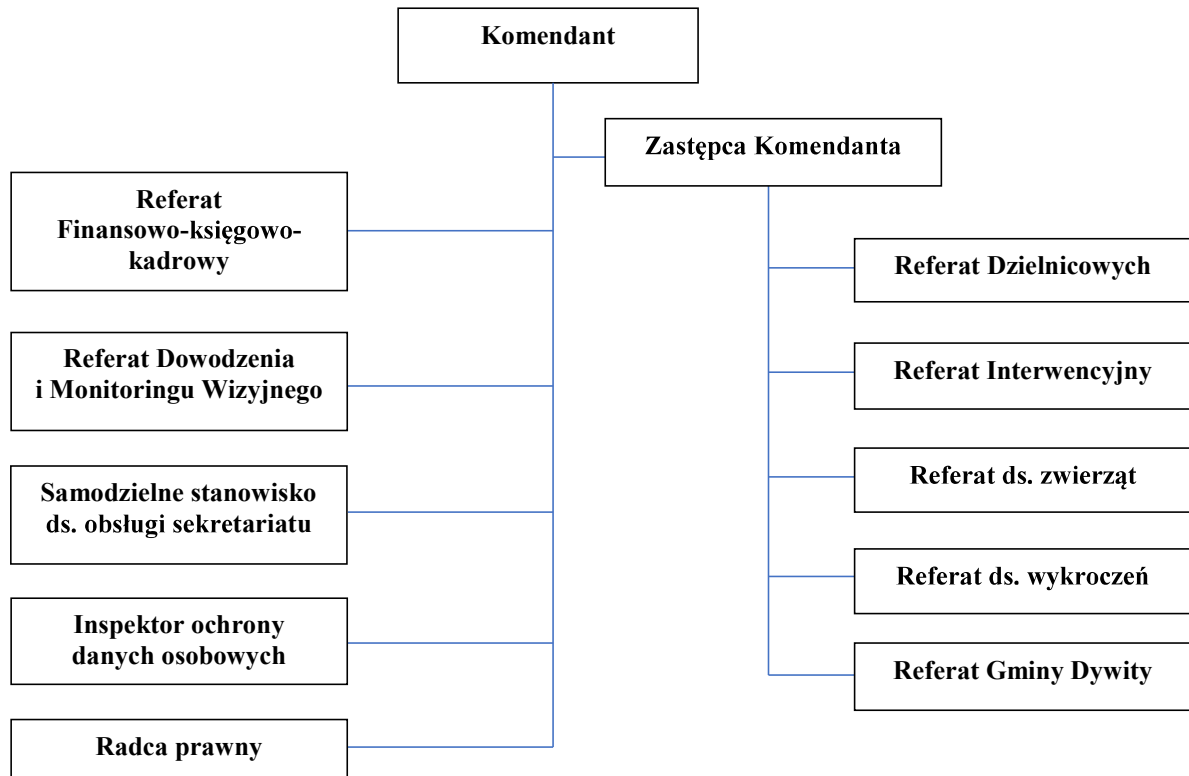 Komendant
Zastępca Komendanta
Referat
Finansowo-księgowo-
kadrowy
Referat Dowodzenia
i Monitoringu Wizyjnego
Samodzielne stanowisko
ds. obsługi sekretariatu
Inspektor ochrony
danych osobowych
Radca prawny
Referat Dzielnicowych
Referat Interwencyjny
Referat ds. zwierząt
Referat ds. wykroczeń
Referat Gminy Dywity